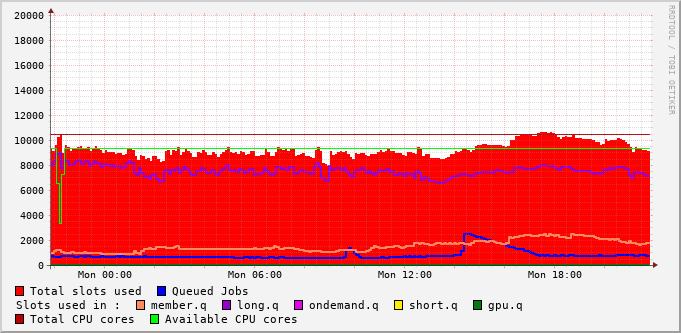 20000
18000
16000
14000
12000
10000
8000
6000
4000
2000
0
Mon 00:00 Mon 06:00 Mon 12:00 Mon 18:00
Total slots used Queued Jobs
Slots used in : member.q long.q ondemand.q short.q gpu.q
Total CPU cores Available CPU cores
RRDTOOL / TOBI OETIKER